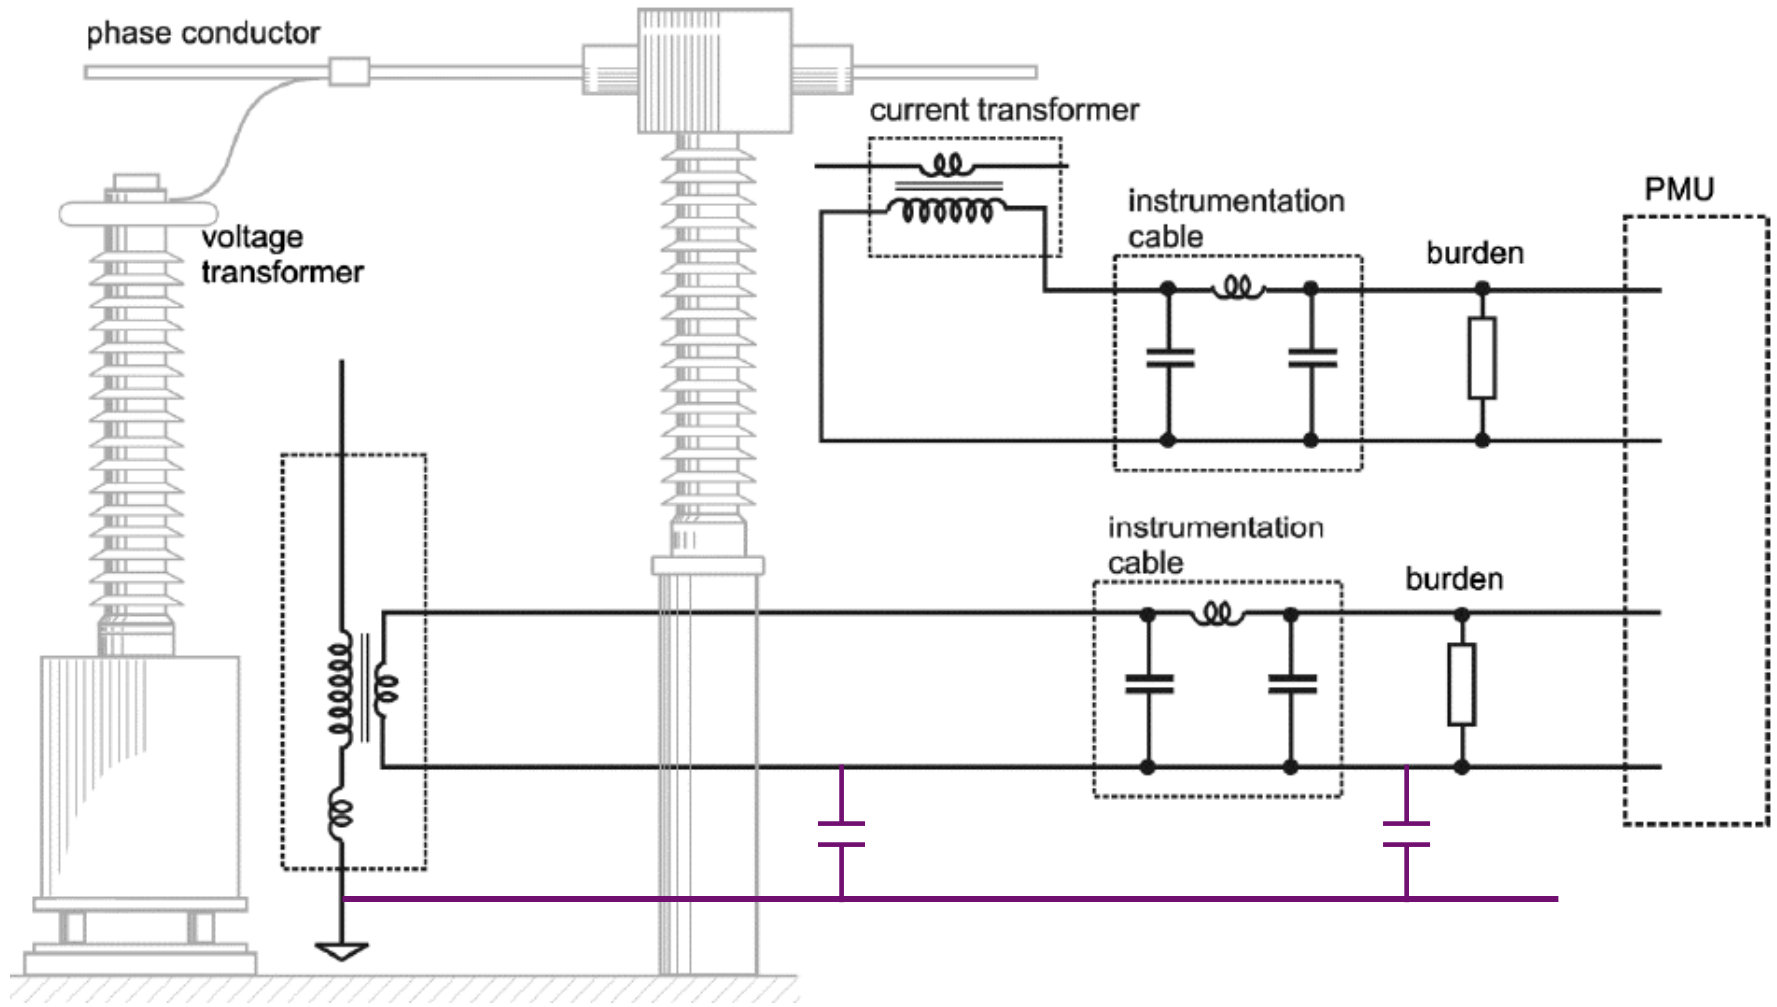 phase conductor
current transformer
voltage
transformer
instrumentation
cable
PMU
burden
instrumentation
cable
burden